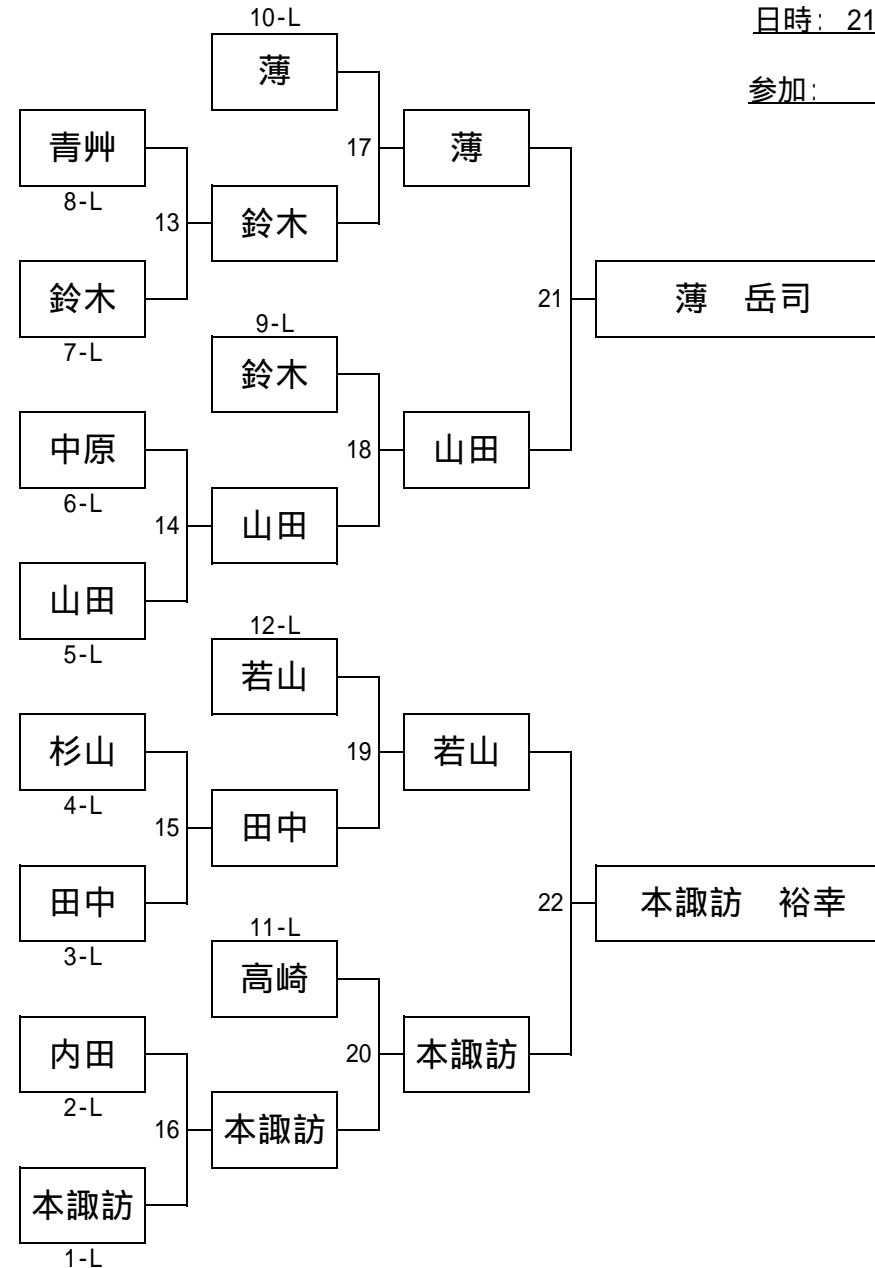 10-L
日時: 21
薄
参加:
青艸
17
薄
8-L
13
鈴木
鈴木
21
薄 岳司
7-L
9-L
鈴木
中原
18
山田
6-L
14
山田
山田
5-L
12-L
若山
杉山
19
若山
4-L
15
田中
田中
22
本諏訪 裕幸
3-L
11-L
高崎
内田
20
本諏訪
2-L
16
本諏訪
本諏訪
1-L